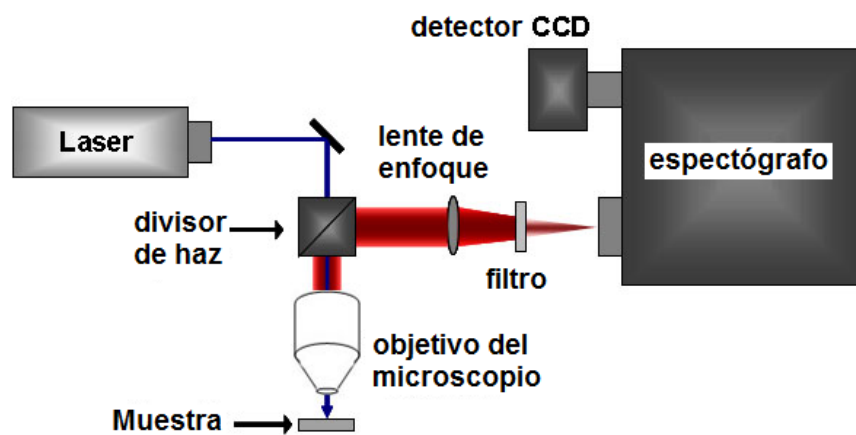 detector CCD
Laser
lente de
enfoque
espectógrafo
divisor
de haz
filtro
objetivo del
microscopio
Muestra